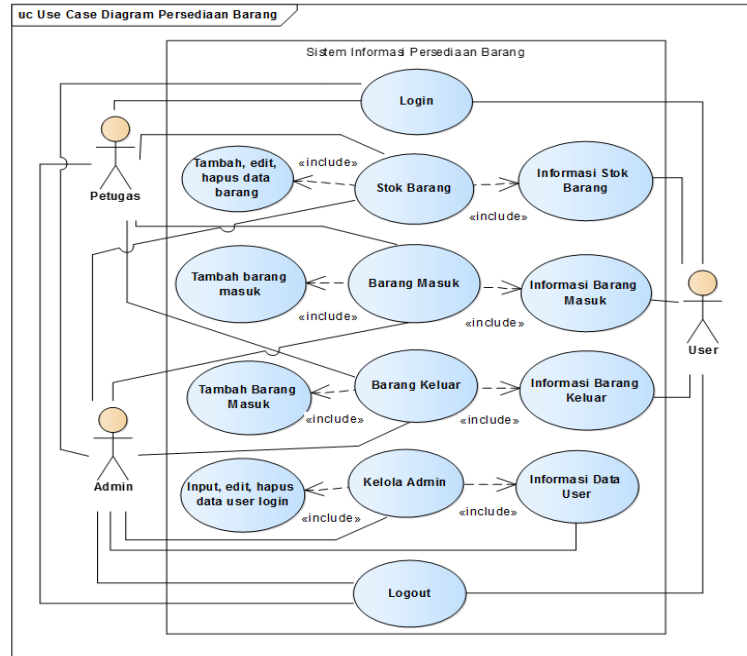 uc Use Case Diagram Persediaan Barang
Sistem Informasi Persediaan Barang
Login
Petugas
Tambah, edit,
hapus data
barang
«include»
Stok Barang
«include»
Informasi Stok
Barang
Tambah barang
masuk
«include»
Barang Masuk
«include»
Informasi Barang
Masuk
User
Tambah Barang
Masuk
«include»
Barang Keluar
«include»
Informasi Barang
Keluar
Admin
Input, edit, hapus
data user login
«include»
Kelola Admin
«include»
Informasi Data
User
Logout